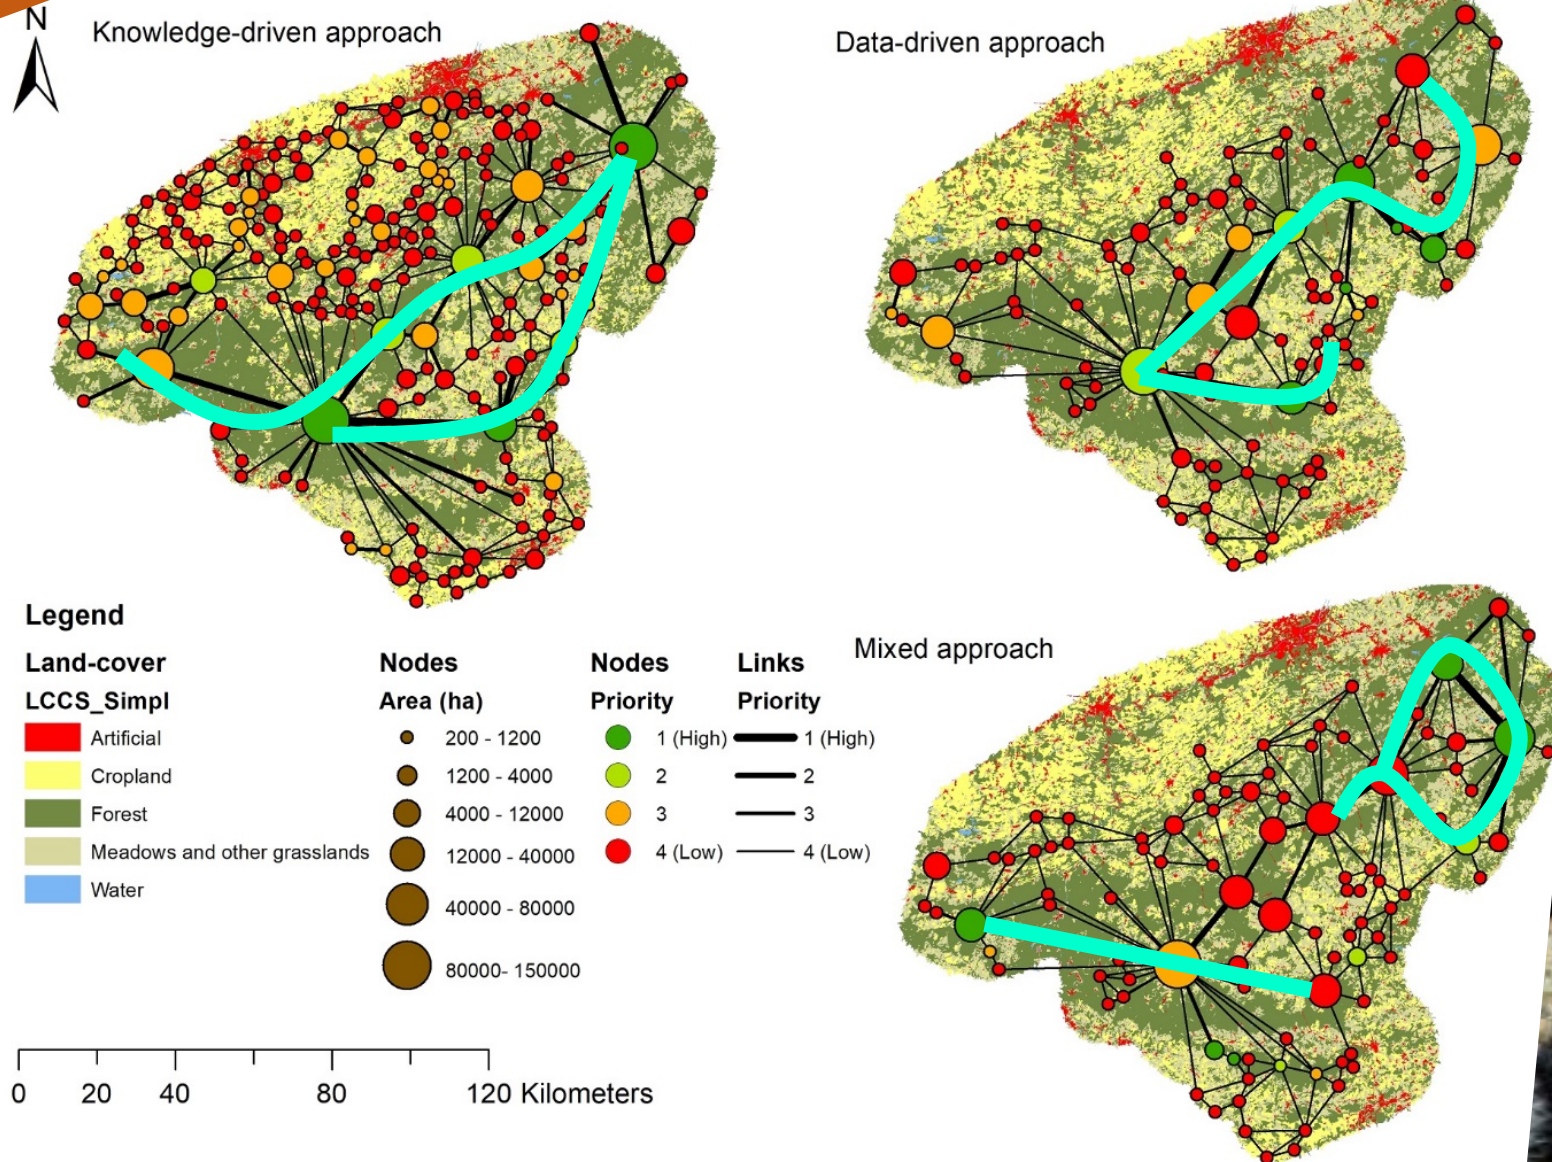 N
Knowledge-driven approach
Data-driven approach
Mixed approach
Legend
Land-cover
LCCS_Simpl
Artificial
Cropland
Forest
Meadows and other grasslands
Water
Nodes
Area (ha)
200 - 1200
1200 - 4000
4000 - 12000
12000 - 40000
40000 - 80000
80000- 150000
Nodes
Priority
1 (High)
2
3
4 (Low)
Links
Priority
1 (High)
2
3
4 (Low)
0 20 40 80 120 Kilometers